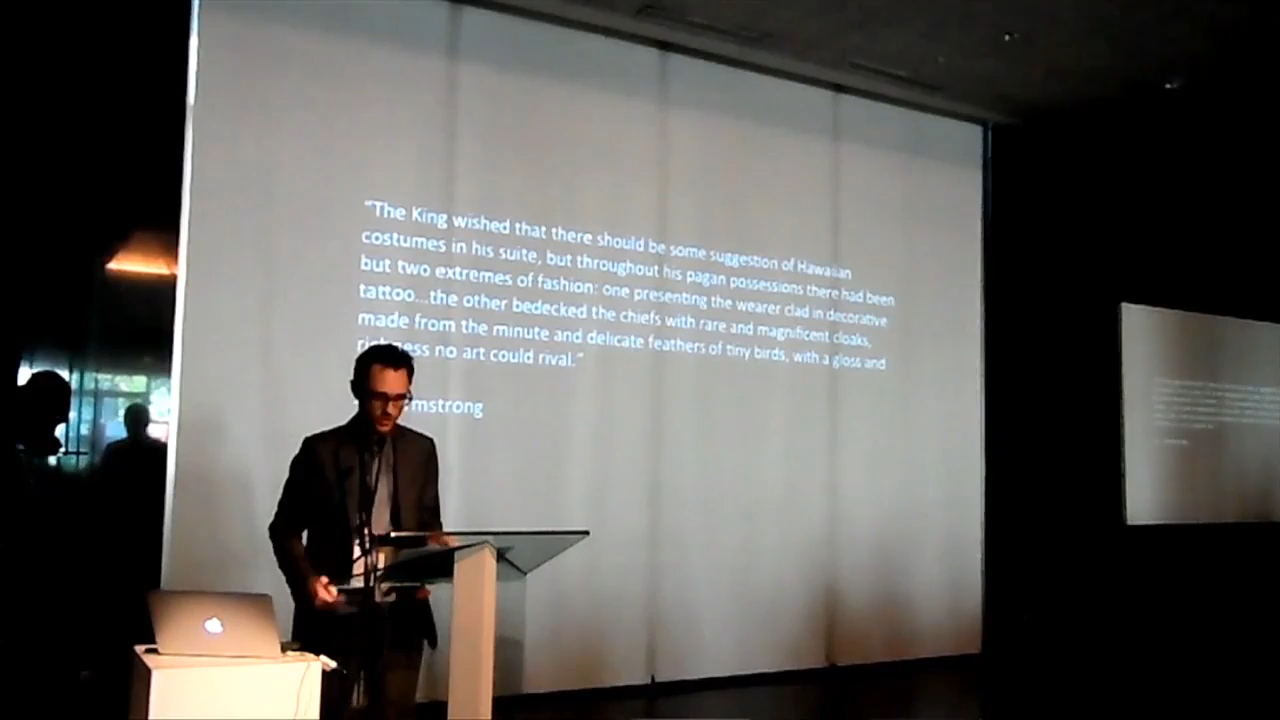 “The King wished that there should be some suggestion of Hawaiian
costumes in his suite, but throughout his pagan possessions there had been
but two extremes of fashion: one presenting the wearer clad in decorative
tattoo...the other bedecked the chiefs with rare and magnificent cloaks,
made from the minute and delicate feathers of tiny birds, with a gloss and
richness no art could rival.”